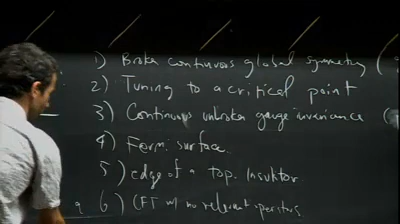 1) Broken continuous global symmetry (
2) Tuning to a critical point
3) Continuous unbroken gauge invariance (
4) Fermi surface
5) edge of a top. Insulator
6) CFT w/ no relevant operators